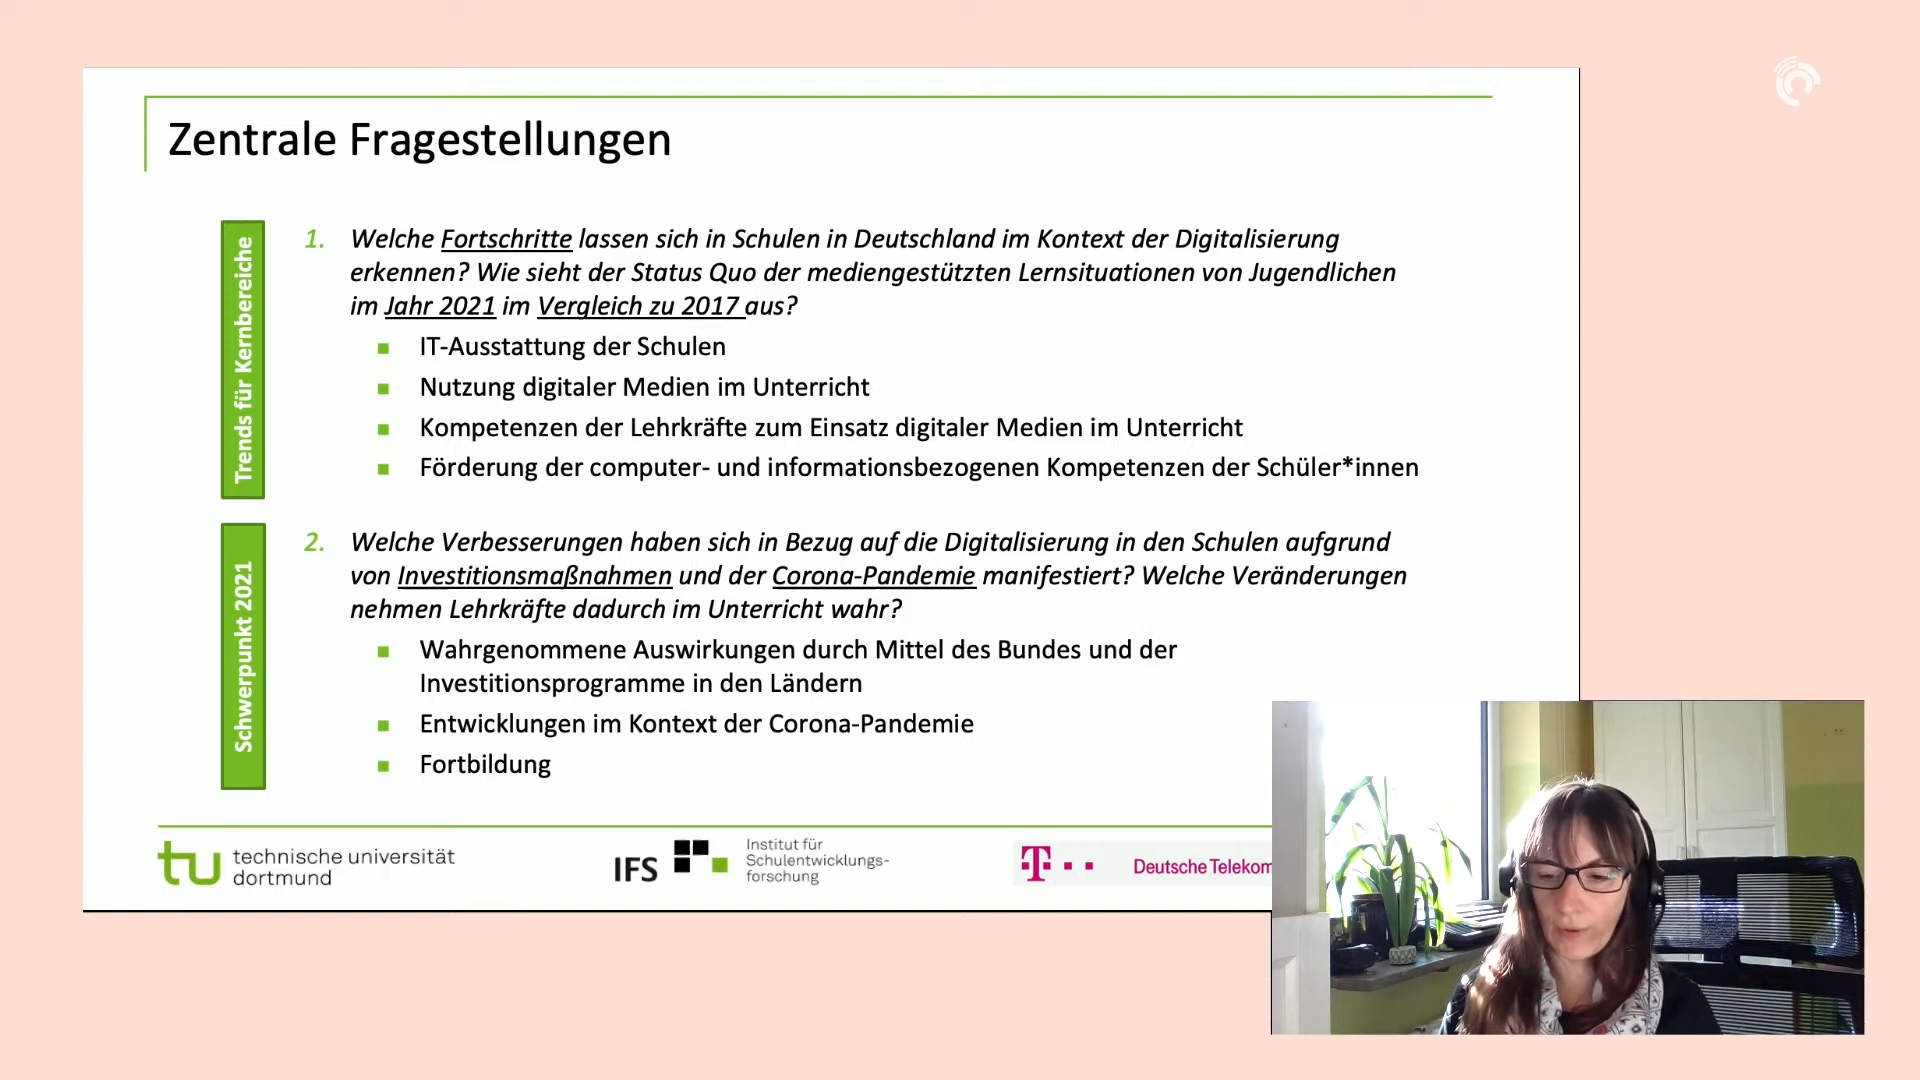 Zentrale Fragestellungen
Trends für Kernbereiche
1. Welche Fortschritte lassen sich in Schulen in Deutschland im Kontext der Digitalisierung
erkennen? Wie sieht der Status Quo der mediengestützten Lernsituationen von Jugendlichen
im Jahr 2021 im Vergleich zu 2017 aus?
IT-Ausstattung der Schulen
Nutzung digitaler Medien im Unterricht
Kompetenzen der Lehrkräfte zum Einsatz digitaler Medien im Unterricht
Förderung der computer- und informationsbezogenen Kompetenzen der Schüler*innen
Schwerpunkt 2021
2. Welche Verbesserungen haben sich in Bezug auf die Digitalisierung in den Schulen aufgrund
von Investitionsmaßnahmen und der Corona-Pandemie manifestiert? Welche Veränderungen
nehmen Lehrkräfte dadurch im Unterricht wahr?
Wahrgenommene Auswirkungen durch Mittel des Bundes und der
Investitionsprogramme in den Ländern
Entwicklungen im Kontext der Corona-Pandemie
Fortbildung
tu technische universität
dortmund
IFS
Institut für
Schulentwicklungs-
forschung
T
Deutsche Telekom